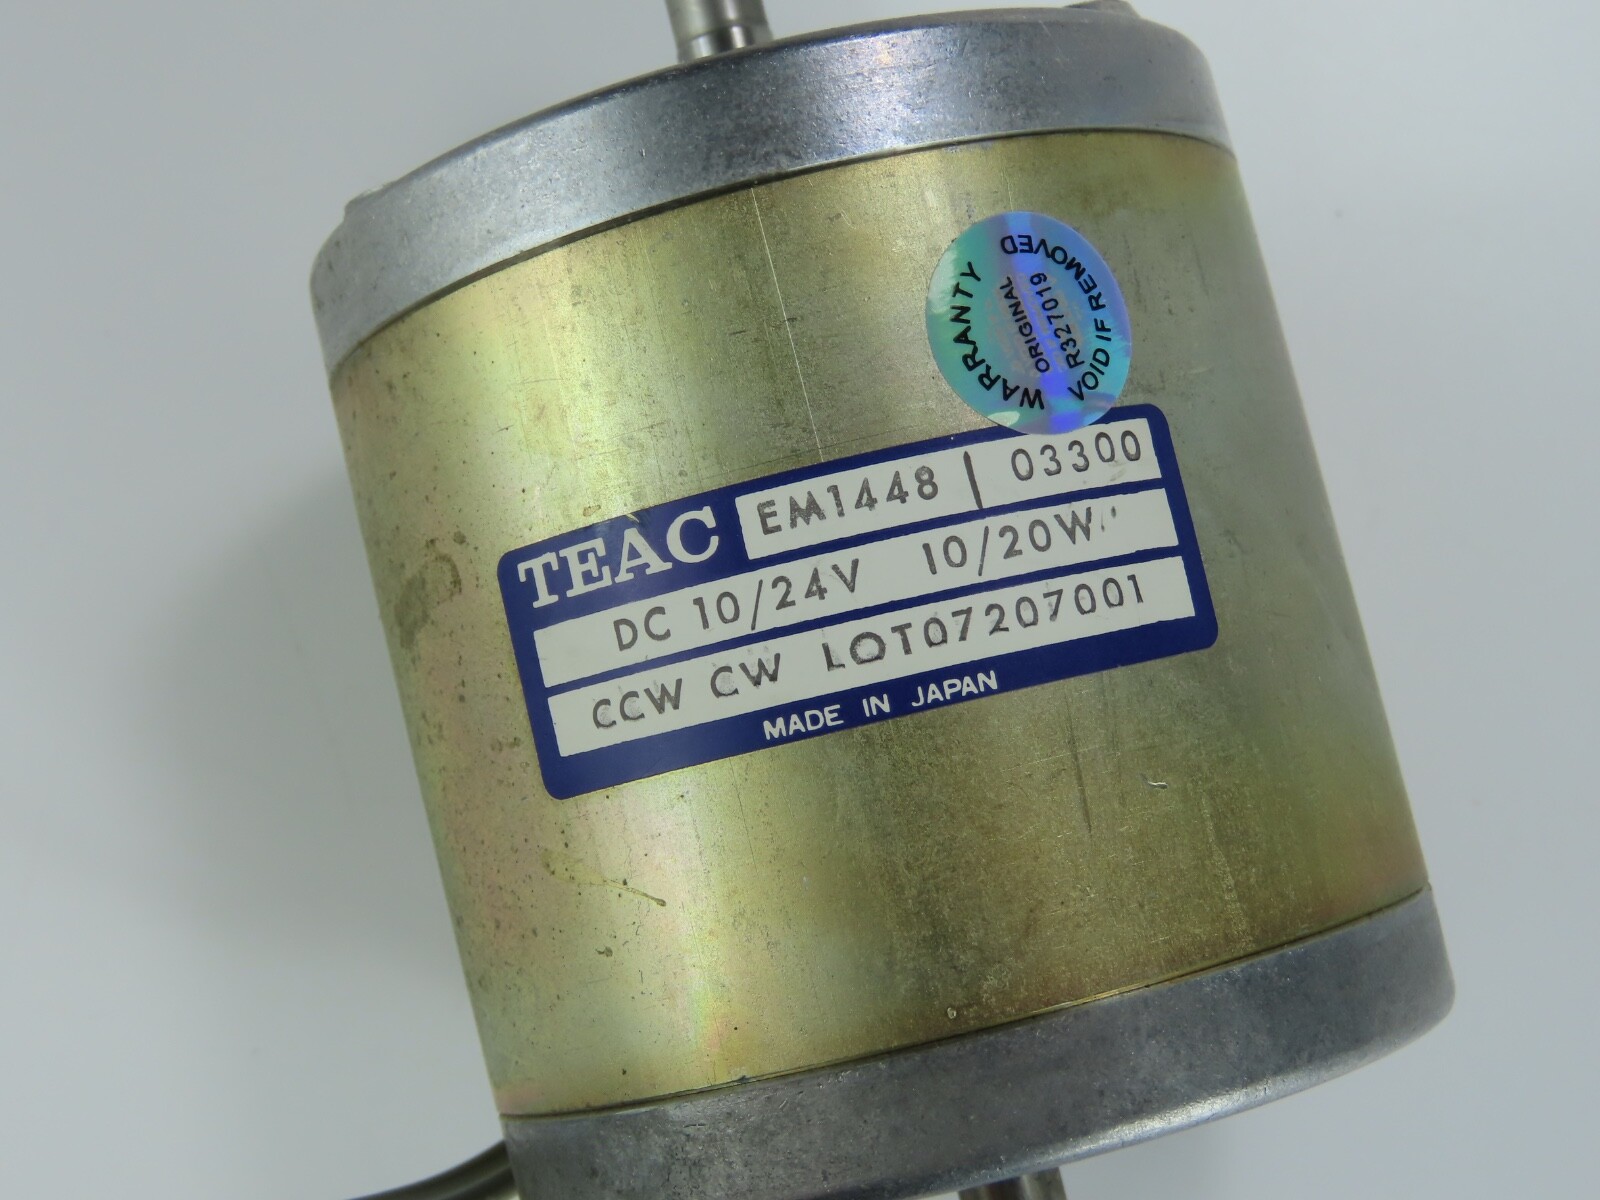 WARRANTY
ORIGINAL
R327019
VOID IF REMOVED
TEAC EM1448 | 03300
DC 10/24V 10/20W
CCW CW LOT07207001
MADE IN JAPAN